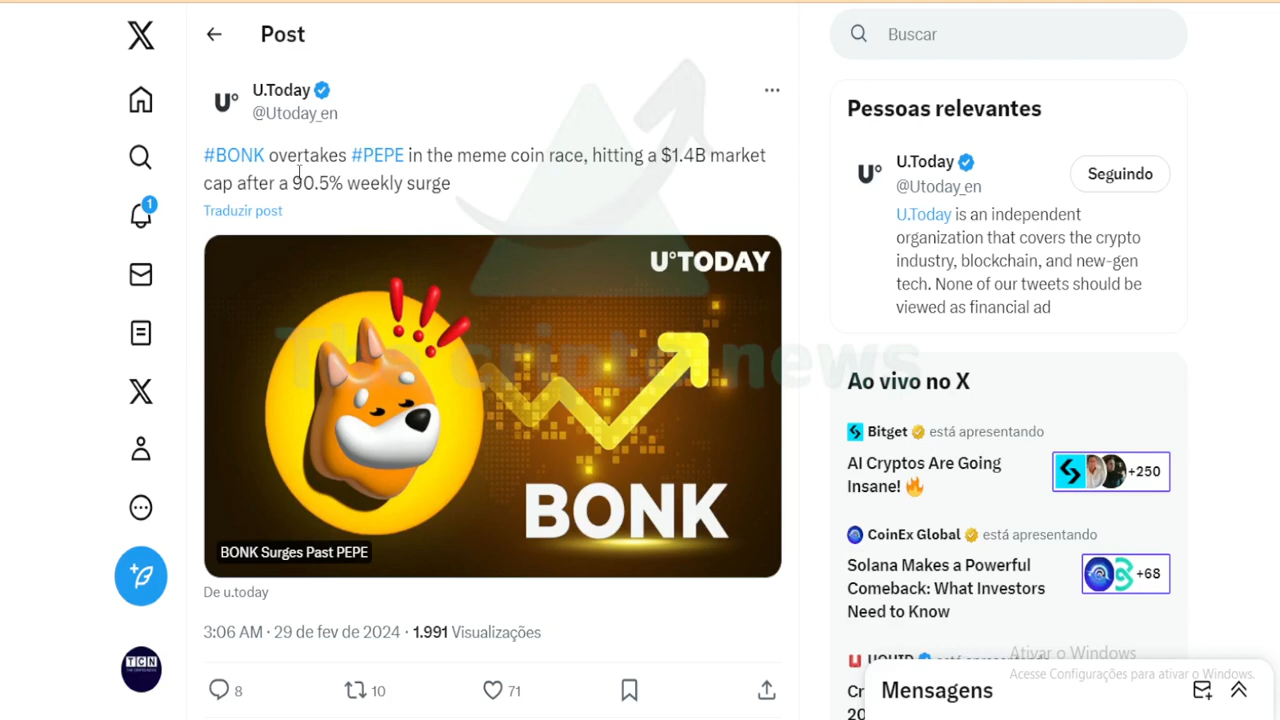 Post
Buscar
U.Today
@Utoday_en
#BONK overtakes #PEPE in the meme coin race, hitting a $1.4B market
cap after a 90.5% weekly surge
Traduzir post
U°TODAY
BONK
BONK Surges Past PEPE
De u.today
3:06 AM · 29 de fev de 2024 · 1.991 Visualizações
8
10
71
1
TCN
The cripto news
Pessoas relevantes
U°
U.Today
@Utoday_en
Seguindo
U.Today is an independent
organization that covers the crypto
industry, blockchain, and new-gen
tech. None of our tweets should be
viewed as financial ad
Ao vivo no X
Bitget está apresentando
AI Cryptos Are Going
Insane! 🔥
+250
CoinEx Global está apresentando
Solana Makes a Powerful
Comeback: What Investors
Need to Know
+68
Ativar o Windows
Acesse Configurações para ativar o Windows.
Mensagens